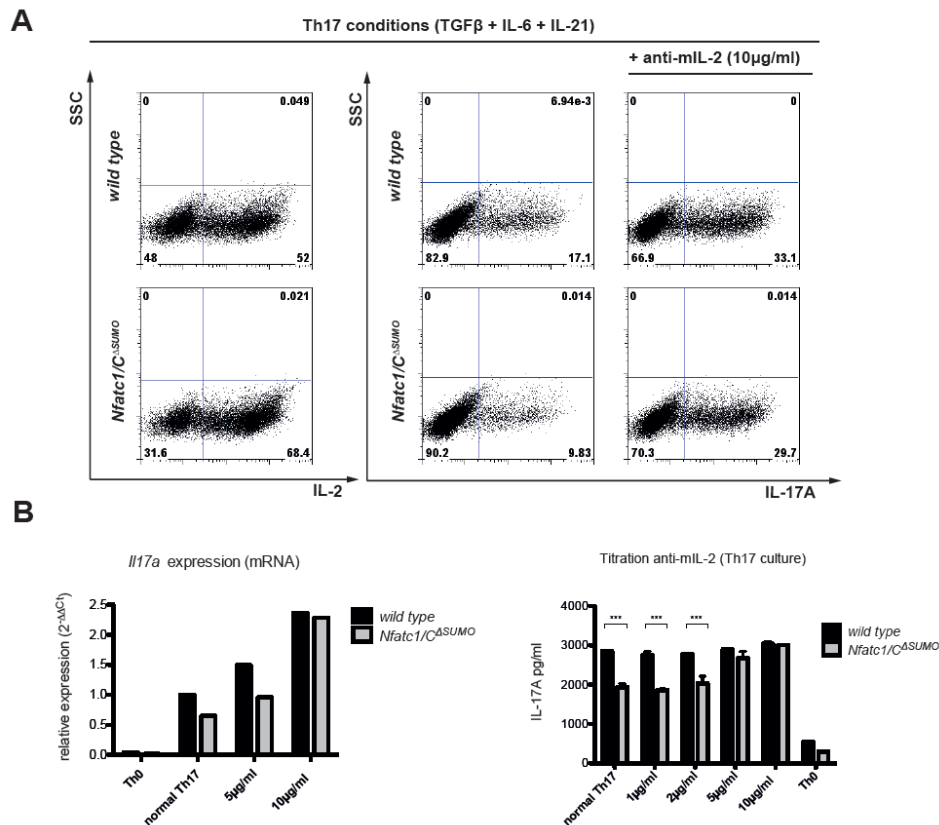 A
Th17 conditions (TGFβ + IL-6 + IL-21)
+ anti-mIL-2 (10µg/ml)
SSC
SSC
wild type
0
0.049
48
52
wild type
0
6.94e-3
82.9
17.1
0
0
66.9
33.1
Nfatc1/C^ΔSUMO
0
0.021
31.6
68.4
Nfatc1/C^ΔSUMO
0
0.014
90.2
9.83
0
0.014
70.3
29.7
IL-2
IL-17A
B
Il17a expression (mRNA)
relative expression (2^-ΔΔCt)
2.5
2.0
1.5
1.0
0.5
0.0
Th0
normal Th17
5µg/ml
10µg/ml
wild type
Nfatc1/C^ΔSUMO
Titration anti-mIL-2 (Th17 culture)
IL-17A pg/ml
4000
3000
2000
1000
0
***
***
***
normal Th17
1µg/ml
2µg/ml
5µg/ml
10µg/ml
Th0
wild type
Nfatc1/C^ΔSUMO